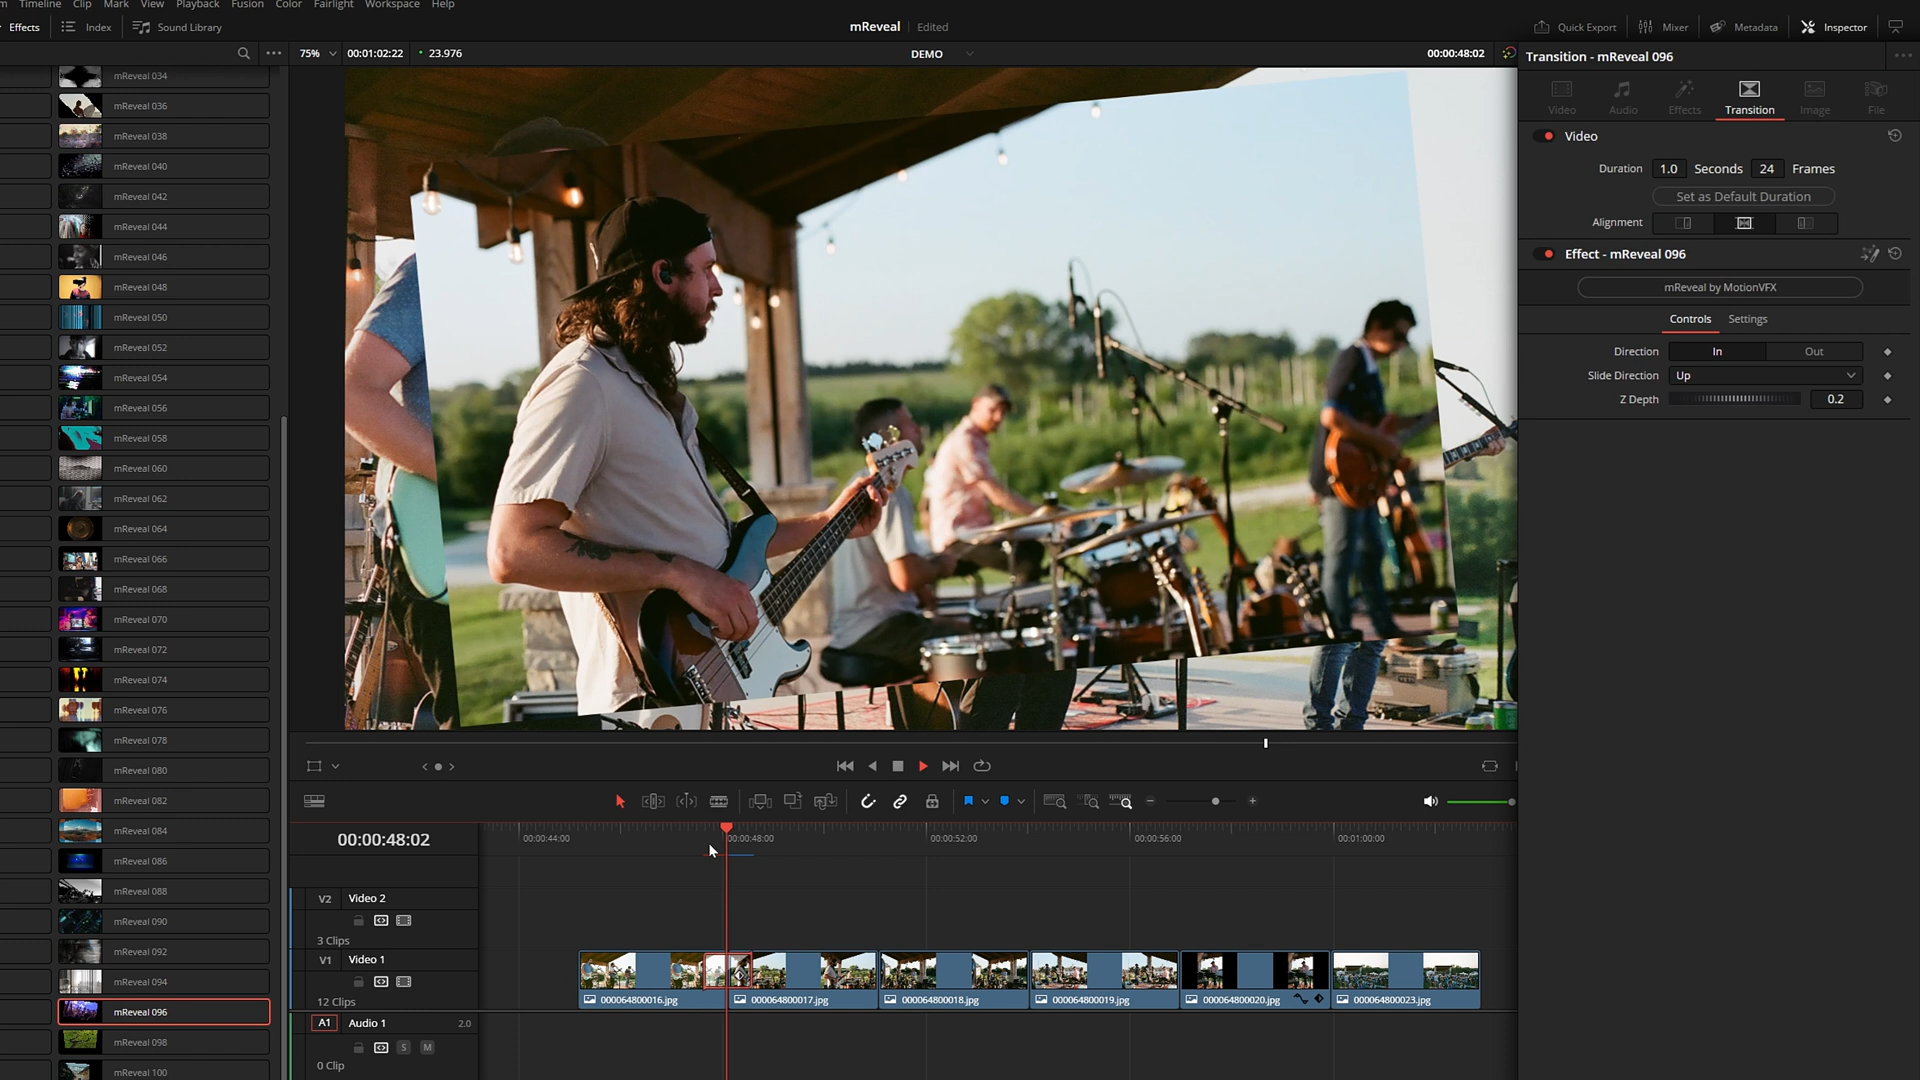 Timeline Clip Mark View Playback Fusion Color Fairlight Workspace Help
Effects Index Sound Library
mReveal Edited
Quick Export Mixer Metadata Inspector
75% 00:01:02:22 23.976
DEMO
00:00:48:02
Transition - mReveal 096
Video Audio Effects Transition Image File
Video
Duration 1.0 Seconds 24 Frames
Set as Default Duration
Alignment
Effect - mReveal 096
mReveal by MotionVFX
Controls Settings
Direction In Out
Slide Direction Up
Z Depth 0.2
mReveal 034
mReveal 036
mReveal 038
mReveal 040
mReveal 042
mReveal 044
mReveal 046
mReveal 048
mReveal 050
mReveal 052
mReveal 054
mReveal 056
mReveal 058
mReveal 060
mReveal 062
mReveal 064
mReveal 066
mReveal 068
mReveal 070
mReveal 072
mReveal 074
mReveal 076
mReveal 078
mReveal 080
mReveal 082
mReveal 084
mReveal 086
mReveal 088
mReveal 090
mReveal 092
mReveal 094
mReveal 096
mReveal 098
mReveal 100
00:00:48:02
00:00:44:00 00:00:48:00 00:00:52:00 00:00:56:00 00:01:00:00
V2 Video 2
3 Clips
V1 Video 1
12 Clips
000064800016.jpg 000064800017.jpg 000064800018.jpg 000064800019.jpg 000064800020.jpg 000064800023.jpg
A1 Audio 1 2.0
S M
0 Clip